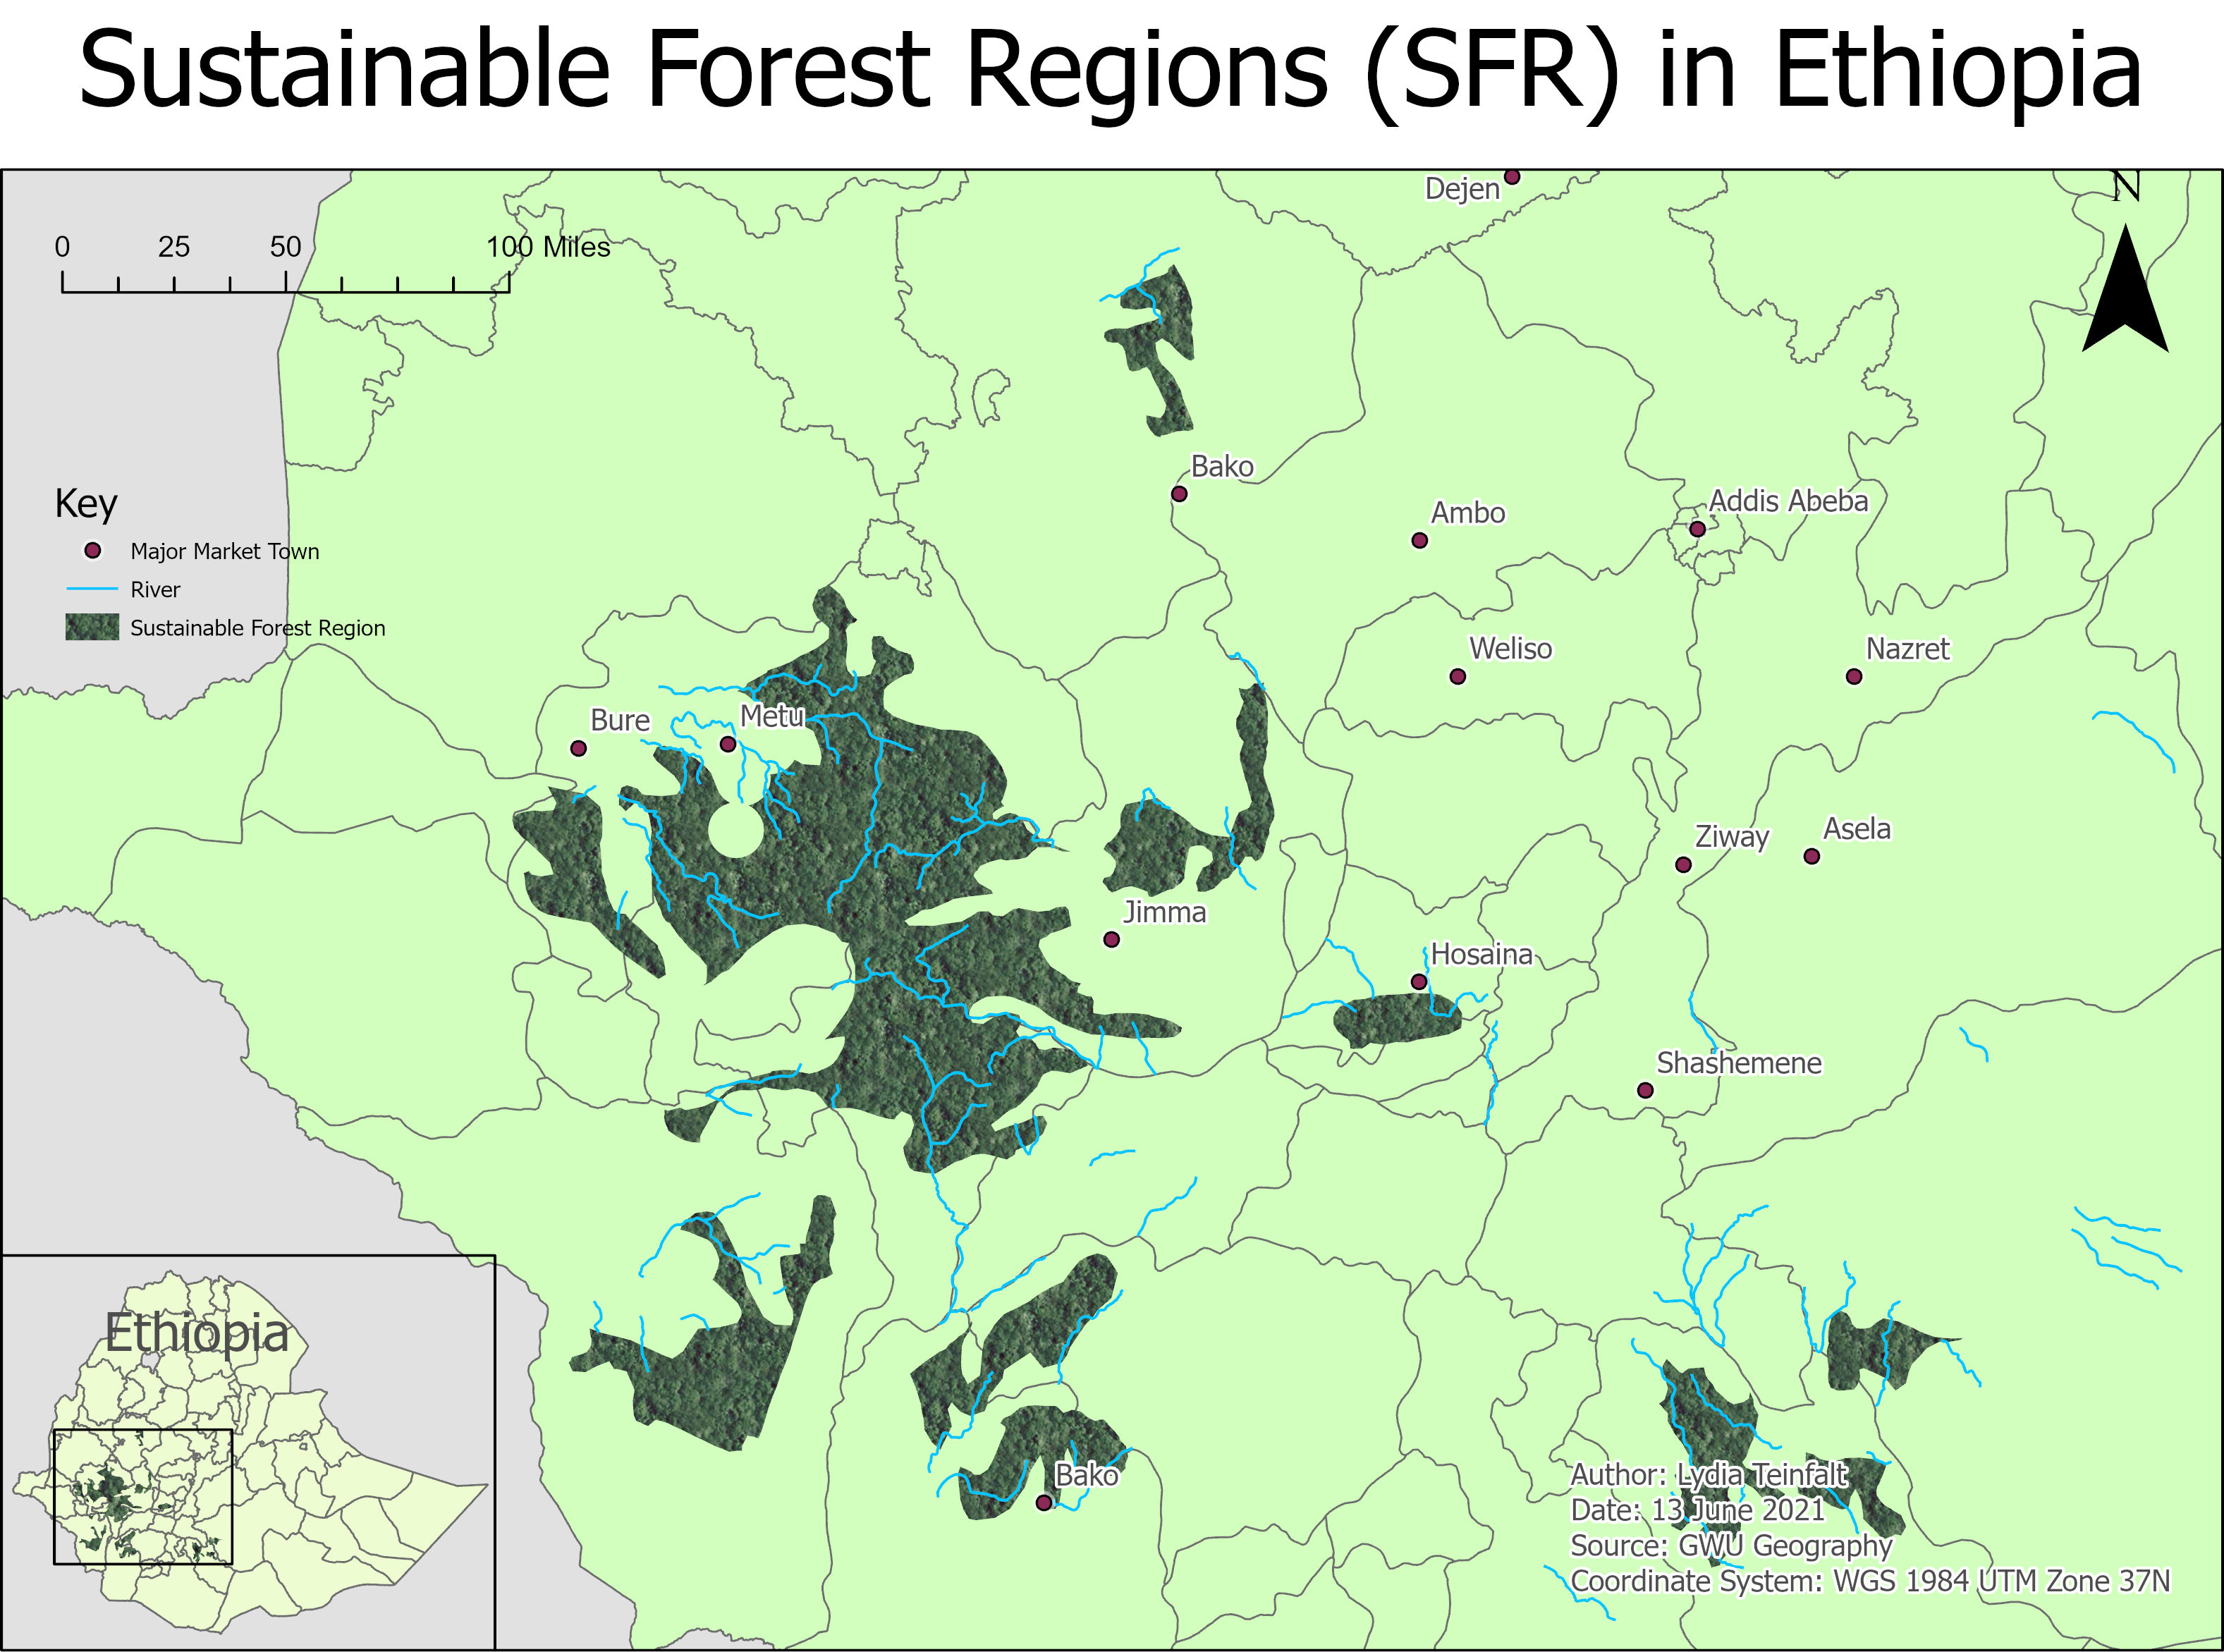 Sustainable Forest Regions (SFR) in Ethiopia
N
Dejen
0 25 50 100 Miles
Bako
Key
Major Market Town
River
Sustainable Forest Region
Ambo
Addis Abeba
Weliso
Nazret
Bure
Metu
Ziway
Asela
Jimma
Hosaina
Shashemene
Ethiopia
Bako
Author: Lydia Teinfalt
Date: 13 June 2021
Source: GWU Geography
Coordinate System: WGS 1984 UTM Zone 37N